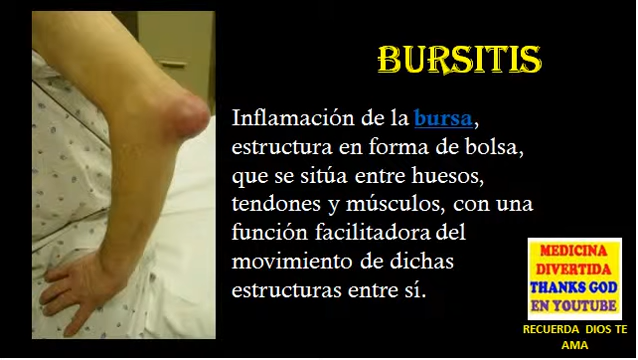 BURSITIS
Inflamación de la bursa,
estructura en forma de bolsa,
que se sitúa entre huesos,
tendones y músculos, con una
función facilitadora del
movimiento de dichas
estructuras entre sí.
MEDICINA
DIVERTIDA
THANKS GOD
EN YOUTUBE
RECUERDA DIOS TE
AMA